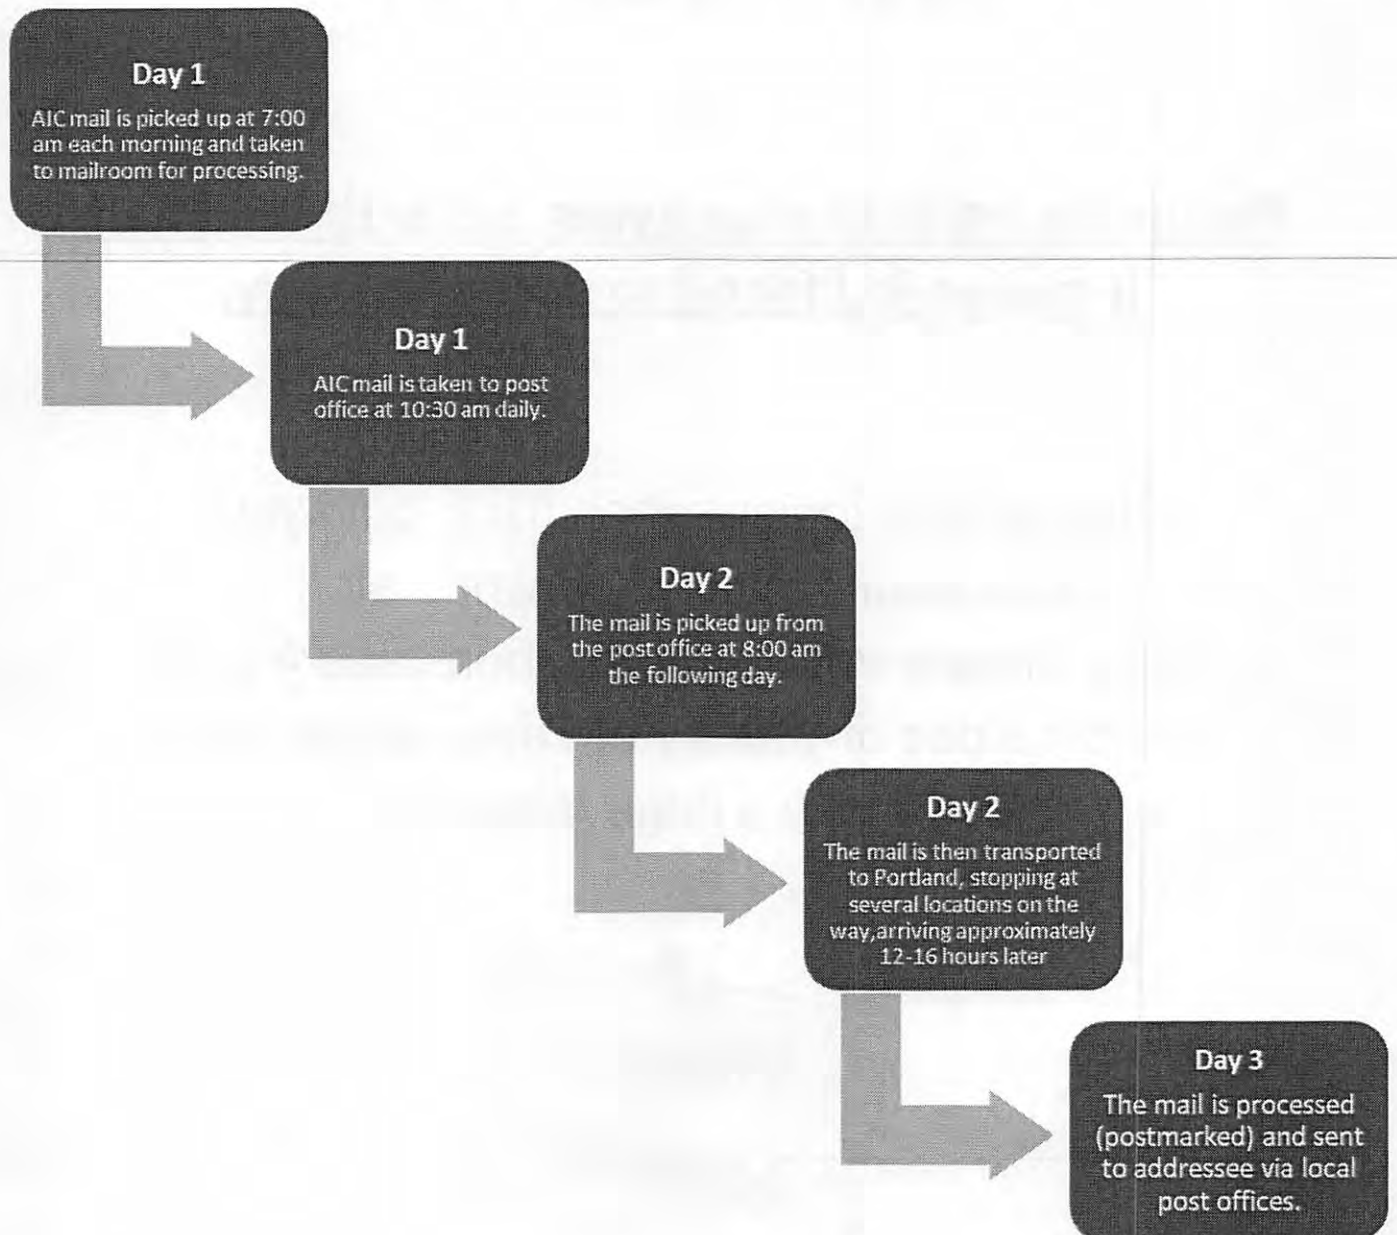 Day 1
AIC mail is picked up at 7:00
am each morning and taken
to mailroom for processing.
Day 1
AIC mail is taken to post
office at 10:30 am daily.
Day 2
The mail is picked up from
the post office at 8:00 am
the following day.
Day 2
The mail is then transported
to Portland, stopping at
several locations on the
way,arriving approximately
12-16 hours later
Day 3
The mail is processed
(postmarked) and sent
to addressee via local
post offices.